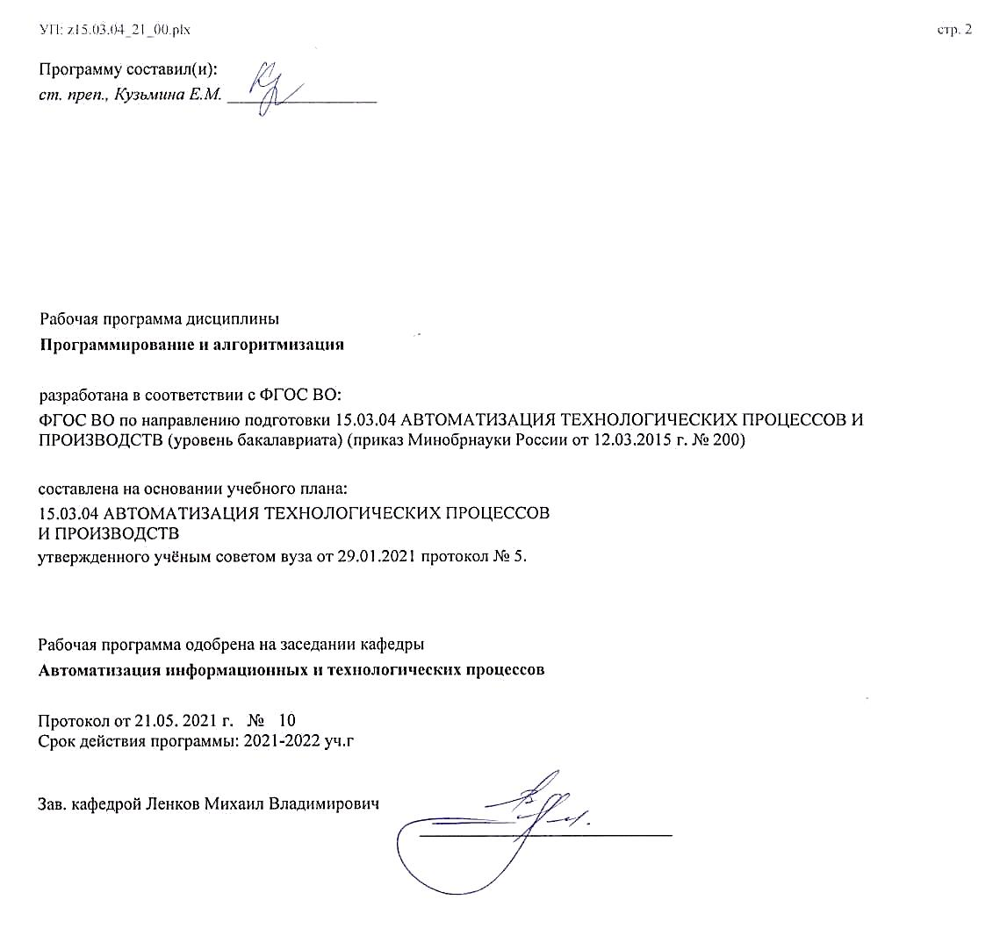 УП: z15.03.04_21_00.plx стр. 2
Программу составил(и):
ст. преп., Кузьмина Е.М.
Рабочая программа дисциплины
Программирование и алгоритмизация
разработана в соответствии с ФГОС ВО:
ФГОС ВО по направлению подготовки 15.03.04 АВТОМАТИЗАЦИЯ ТЕХНОЛОГИЧЕСКИХ ПРОЦЕССОВ И
ПРОИЗВОДСТВ (уровень бакалавриата) (приказ Минобрнауки России от 12.03.2015 г. № 200)
составлена на основании учебного плана:
15.03.04 АВТОМАТИЗАЦИЯ ТЕХНОЛОГИЧЕСКИХ ПРОЦЕССОВ
И ПРОИЗВОДСТВ
утвержденного учёным советом вуза от 29.01.2021 протокол № 5.
Рабочая программа одобрена на заседании кафедры
Автоматизация информационных и технологических процессов
Протокол от 21.05. 2021 г. № 10
Срок действия программы: 2021-2022 уч.г
Зав. кафедрой Ленков Михаил Владимирович